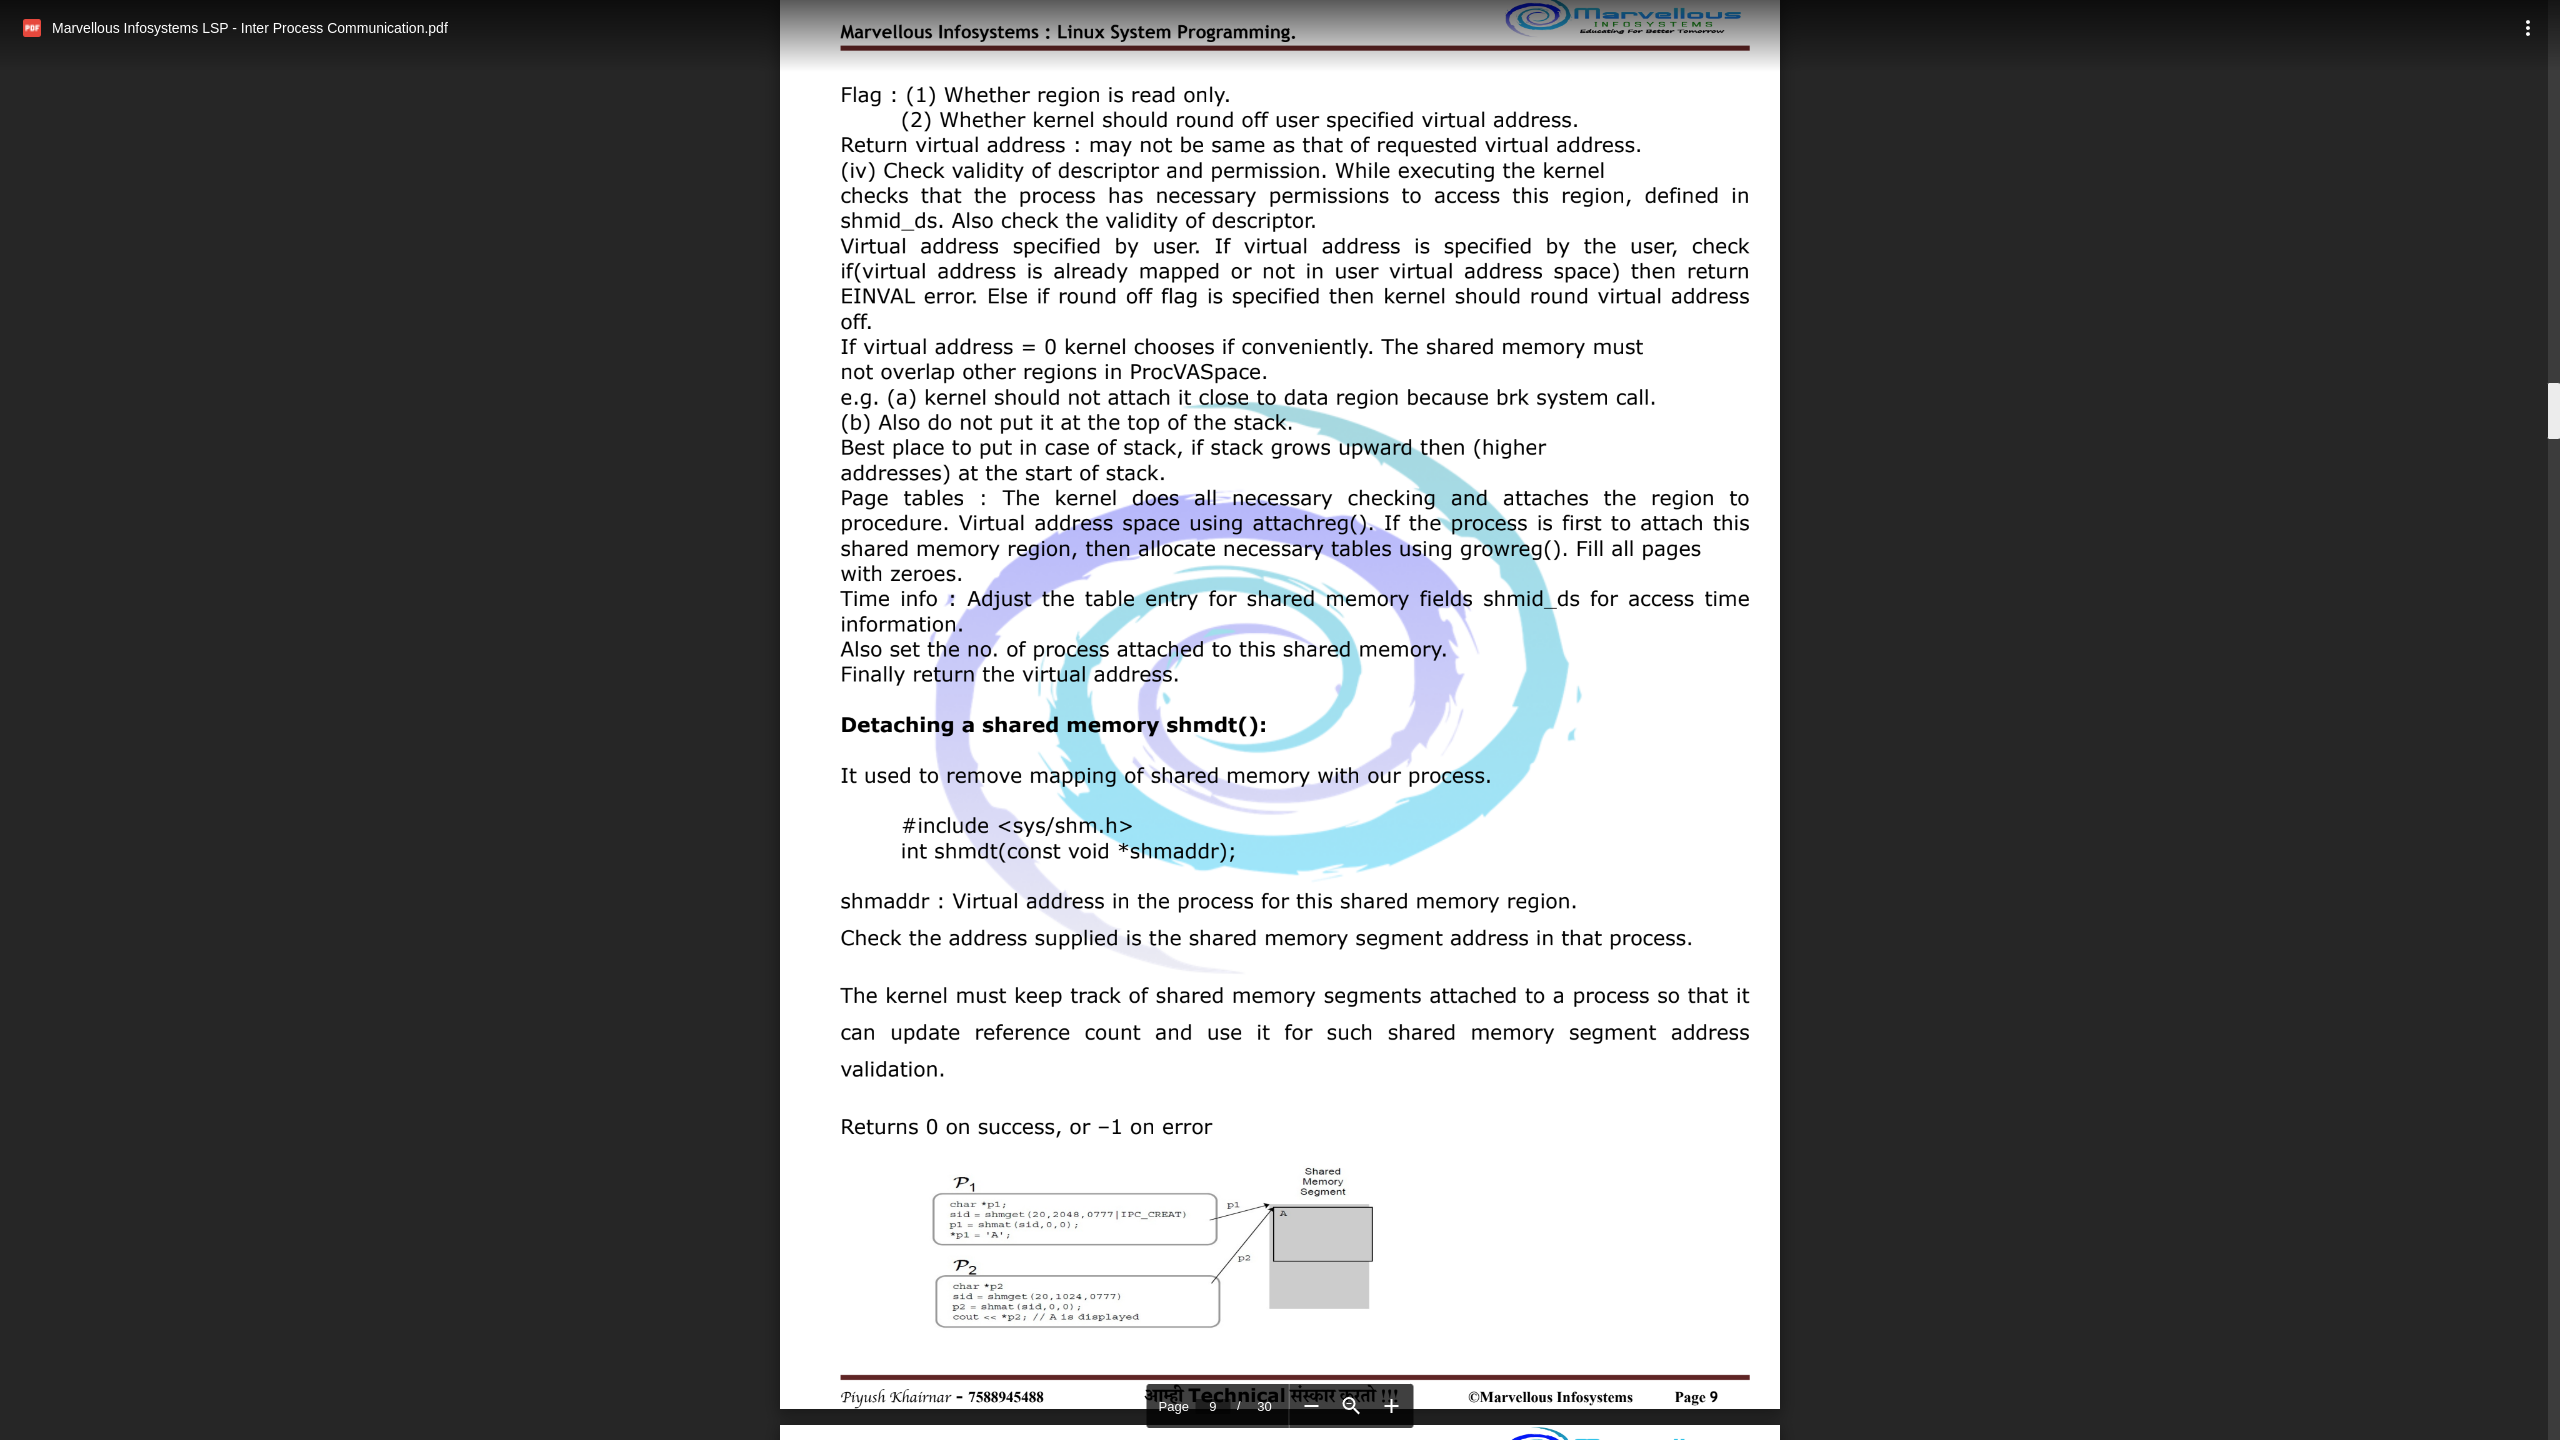 Marvellous Infosystems LSP - Inter Process Communication.pdf
Marvellous Infosystems : Linux System Programming.
Marvellous
INFOSYSTEMS
Educating For Better Tomorrow
Flag : (1) Whether region is read only.
(2) Whether kernel should round off user specified virtual address.
Return virtual address : may not be same as that of requested virtual address.
(iv) Check validity of descriptor and permission. While executing the kernel
checks that the process has necessary permissions to access this region, defined in
shmid_ds. Also check the validity of descriptor.
Virtual address specified by user. If virtual address is specified by the user, check
if(virtual address is already mapped or not in user virtual address space) then return
EINVAL error. Else if round off flag is specified then kernel should round virtual address
off.
If virtual address = 0 kernel chooses if conveniently. The shared memory must
not overlap other regions in ProcVASpace.
e.g. (a) kernel should not attach it close to data region because brk system call.
(b) Also do not put it at the top of the stack.
Best place to put in case of stack, if stack grows upward then (higher
addresses) at the start of stack.
Page tables : The kernel does all necessary checking and attaches the region to
procedure. Virtual address space using attachreg(). If the process is first to attach this
shared memory region, then allocate necessary tables using growreg(). Fill all pages
with zeroes.
Time info : Adjust the table entry for shared memory fields shmid_ds for access time
information.
Also set the no. of process attached to this shared memory.
Finally return the virtual address.
Detaching a shared memory shmdt():
It used to remove mapping of shared memory with our process.
#include <sys/shm.h>
int shmdt(const void *shmaddr);
shmaddr : Virtual address in the process for this shared memory region.
Check the address supplied is the shared memory segment address in that process.
The kernel must keep track of shared memory segments attached to a process so that it
can update reference count and use it for such shared memory segment address
validation.
Returns 0 on success, or –1 on error
P1
char *p1;
sid = shmget(20,2048,0777|IPC_CREAT)
p1 = shmat(sid,0,0);
*p1 = 'A';
P2
char *p2
sid = shmget(20,1024,0777)
p2 = shmat(sid,0,0);
cout << *p2; // A is displayed
p1
p2
Shared
Memory
Segment
A
Piyush Khairnar - 7588945488 आम्ही Technical संस्कार करतो !!! ©Marvellous Infosystems Page 9
Page 9 / 30